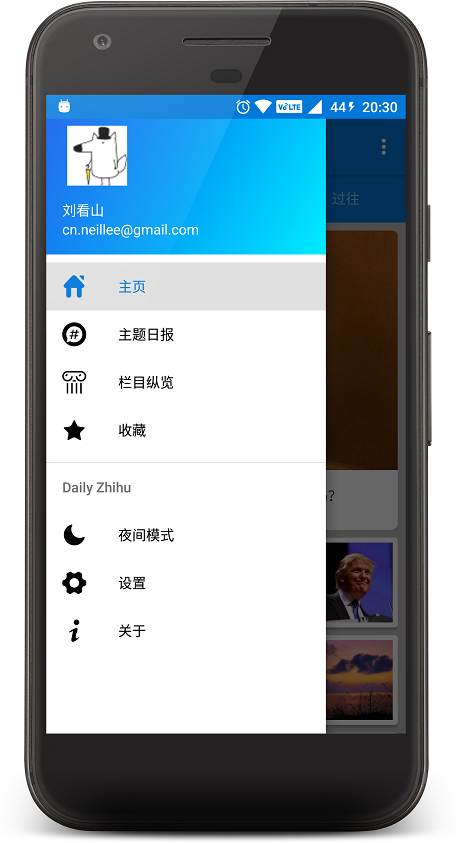 VoLTE 44 20:30
过往
刘看山
cn.neillee@gmail.com
主页
#
主题日报
栏目纵览
收藏
?
Daily Zhihu
夜间模式
设置
关于